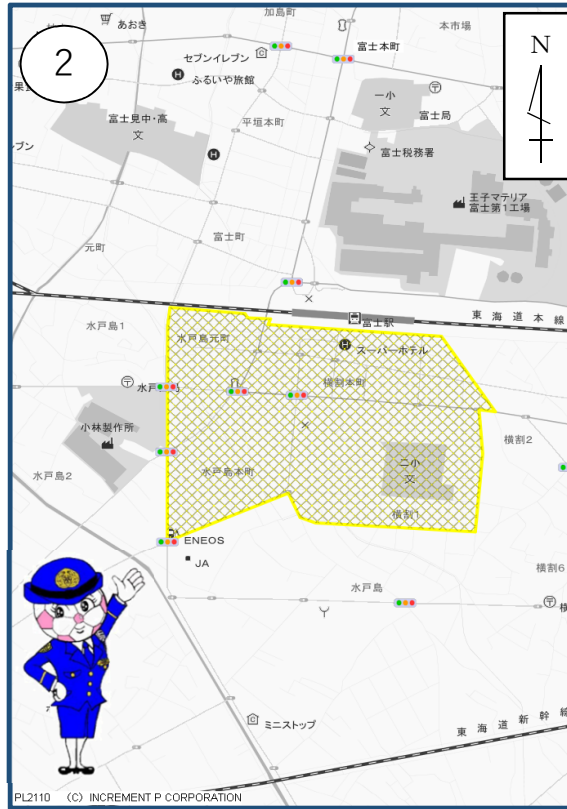 2
N
あおき
加島町
本市場
セブンイレブン
富士本町
ふるいや旅館
一小
文
富士局
富士見中・高
文
平垣本町
ブン
富士税務署
王子マテリア
富士第1工場
元町
富士町
東海道本線
水戸島1
水戸島元町
富士駅
スーパーホテル
横割本町
小林製作所
横割2
水戸島2
水戸島本町
二小
文
横割1
ENEOS
JA
横割6
水戸島
横
ミニストップ
東海道新幹線
PL2110 (C) INCREMENT P CORPORATION